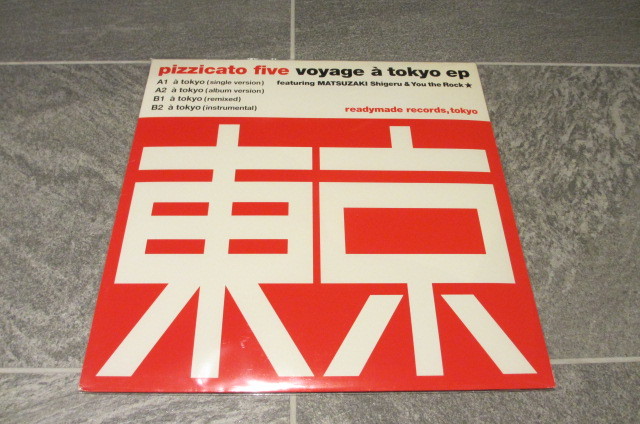 pizzicato five voyage à tokyo ep
A1 à tokyo (single version)
featuring MATSUZAKI Shigeru & You the Rock★
A2 à tokyo (album version)
B1 à tokyo (remixed)
B2 à tokyo (instrumental)
readymade records, tokyo
東京